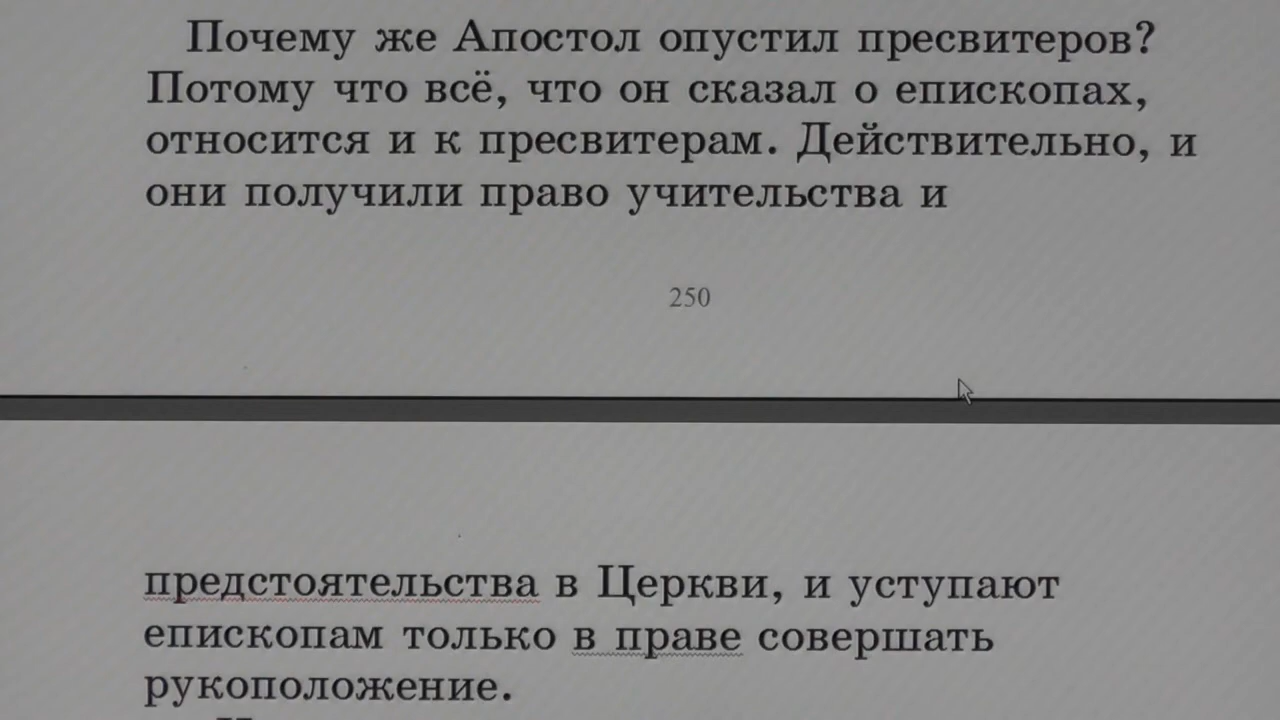 Почему же Апостол опустил пресвитеров?
Потому что всё, что он сказал о епископах,
относится и к пресвитерам. Действительно, и
они получили право учительства и
250
предстоятельства в Церкви, и уступают
епископам только в праве совершать
рукоположение.